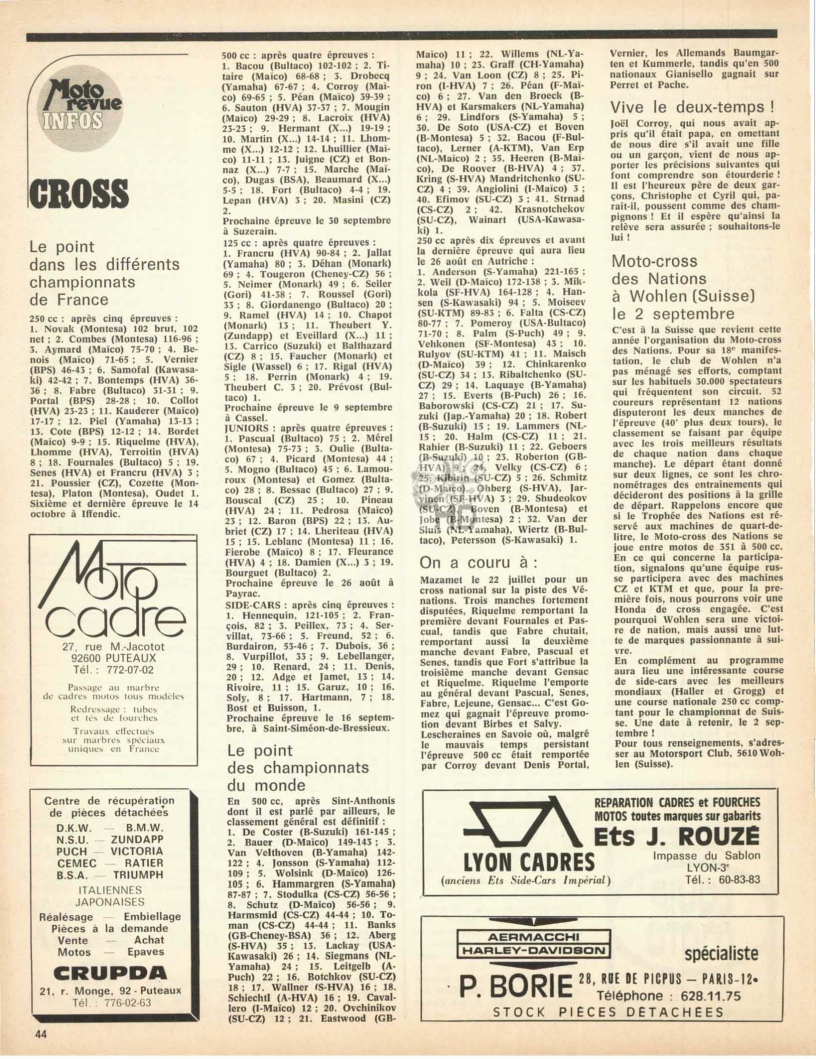 Moto
revue
INFOS
CROSS
Le point
dans les différents
championnats
de France
250 cc : après cinq épreuves :
1. Novak (Montesa) 102 brut, 102
net ; 2. Combes (Montesa) 116-96 ;
3. Aymard (Maico) 75-70 ; 4. Be-
nois (Maico) 71-65 ; 5. Vernier
(BPS) 46-43 ; 6. Samofal (Kawasa-
ki) 42-42 ; 7. Bontemps (HVA) 36-
36 ; 8. Fabre (Bultaco) 31-31 ; 9.
Portal (BPS) 28-28 ; 10. Collot
(HVA) 23-23 ; 11. Kauderer (Maico)
17-17 ; 12. Piel (Yamaha) 13-13 ;
13. Cote (BPS) 12-12 ; 14. Bordet
(Maico) 9-9 ; 15. Riquelme (HVA),
Lhomme (HVA), Terroitin (HVA)
8 ; 18. Fournales (Bultaco) 5 ; 19.
Senes (HVA) et Francru (HVA) 3 ;
21. Poussier (CZ), Cozette (Mon-
tesa), Platon (Montesa), Oudet 1.
Sixième et dernière épreuve le 14
octobre à Iffendic.
Moto
cadre
27, rue M.-Jacotot
92600 PUTEAUX
Tél. : 772-07-02
Passage au marbre
de cadres motos tous modèles
Redressage : tubes
et tés de fourches
Travaux effectués
sur marbres spéciaux
uniques en France
Centre de récupération
de pièces détachées
D.K.W. — B.M.W.
N.S.U. — ZUNDAPP
PUCH — VICTORIA
CEMEC — RATIER
B.S.A. — TRIUMPH
ITALIENNES
JAPONAISES
Réalésage — Embiellage
Pièces à la demande
Vente — Achat
Motos — Epaves
CRUPDA
21, r. Monge, 92 - Puteaux
Tél. : 776-02-63
44
500 cc : après quatre épreuves :
1. Bacou (Bultaco) 102-102 ; 2. Ti-
taire (Maico) 68-68 ; 3. Drobecq
(Yamaha) 67-67 ; 4. Corroy (Mai-
co) 69-65 ; 5. Péan (Maico) 39-39 ;
6. Sauton (HVA) 37-37 ; 7. Mougin
(Maico) 29-29 ; 8. Lacroix (HVA)
23-23 ; 9. Hermant (X...) 19-19 ;
10. Martin (X...) 14-14 ; 11. Lhom-
me (X...) 12-12 ; 12. Lhuillier (Mai-
co) 11-11 ; 13. Juigne (CZ) et Bon-
naz (X...) 7-7 ; 15. Marche (Mai-
co), Dugas (BSA), Beaumard (X...)
5-5 ; 18. Fort (Bultaco) 4-4 ; 19.
Lepan (HVA) 3 ; 20. Masini (CZ)
2.
Prochaine épreuve le 30 septembre
à Suzerain.
125 cc : après quatre épreuves :
1. Francru (HVA) 90-84 ; 2. Jallat
(Yamaha) 80 ; 3. Déhan (Monark)
69 ; 4. Tougeron (Cheney-CZ) 56 ;
5. Neimer (Monark) 49 ; 6. Seiler
(Gori) 41-38 ; 7. Roussel (Gori)
33 ; 8. Giordanengo (Bultaco) 20 ;
9. Ramel (HVA) 14 ; 10. Chapot
(Monark) 13 ; 11. Theubert Y.
(Zundapp) et Eveillard (X...) 11 ;
13. Carrico (Suzuki) et Balthazard
(CZ) 8 ; 15. Faucher (Monark) et
Sigle (Wassel) 6 ; 17. Rigal (HVA)
5 ; 18. Perrin (Monark) 4 ; 19.
Theubert C. 3 ; 20. Prévost (Bul-
taco) 1.
Prochaine épreuve le 9 septembre
à Cassel.
JUNIORS : après quatre épreuves :
1. Pascual (Bultaco) 75 ; 2. Mérel
(Montesa) 75-73 ; 3. Oulie (Bulta-
co) 67 ; 4. Picard (Montesa) 44 ;
5. Mogno (Bultaco) 45 ; 6. Lamou-
roux (Montesa) et Gomez (Bulta-
co) 28 ; 8. Bessac (Bultaco) 27 ; 9.
Bouscal (CZ) 25 ; 10. Pineau
(HVA) 24 ; 11. Pedrosa (Maico)
23 ; 12. Baron (BPS) 22 ; 13. Au-
briet (CZ) 17 ; 14. Lheriteau (HVA)
15 ; 15. Leblanc (Montesa) 11 ; 16.
Fierobe (Maico) 8 ; 17. Fleurance
(HVA) 4 ; 18. Damien (X...) 3 ; 19.
Bourguet (Bultaco) 2.
Prochaine épreuve le 26 août à
Payrac.
SIDE-CARS : après cinq épreuves :
1. Hennequin, 121-105 ; 2. Fran-
çois, 82 ; 3. Peillex, 73 ; 4. Ser-
villat, 73-66 ; 5. Freund, 52 ; 6.
Burdairon, 53-46 ; 7. Dubois, 36 ;
8. Vurpillot, 33 ; 9. Lebellanger,
29 ; 10. Renard, 24 ; 11. Denis,
20 ; 12. Adge et Jamet, 13 ; 14.
Rivoire, 11 ; 15. Garuz, 10 ; 16.
Soly, 8 ; 17. Hartmann, 7 ; 18.
Bost et Buisson, 1.
Prochaine épreuve le 16 septem-
bre, à Saint-Siméon-de-Bressieux.
Le point
des championnats
du monde
En 500 cc, après Sint-Anthonis
dont il est parlé par ailleurs, le
classement général est définitif :
1. De Coster (B-Suzuki) 161-145 ;
2. Bauer (D-Maico) 149-143 ; 3.
Van Velthoven (B-Yamaha) 142-
122 ; 4. Jonsson (S-Yamaha) 112-
109 ; 5. Wolsink (D-Maico) 126-
105 ; 6. Hammargren (S-Yamaha)
87-87 ; 7. Stodulka (CS-CZ) 56-56 ;
8. Schutz (D-Maico) 56-56 ; 9.
Harmsmid (CS-CZ) 44-44 ; 10. To-
man (CS-CZ) 44-44 ; 11. Banks
(GB-Cheney-BSA) 36 ; 12. Aberg
(S-HVA) 35 ; 13. Lackay (USA-
Kawasaki) 26 ; 14. Siegmans (NL-
Yamaha) 24 ; 15. Leitgelb (A-
Puch) 22 ; 16. Botchkov (SU-CZ)
18 ; 17. Wallner (S-HVA) 16 ; 18.
Schiechtl (A-HVA) 16 ; 19. Caval-
lero (I-Maico) 12 ; 20. Ovchinikov
(SU-CZ) 12 ; 21. Eastwood (GB-
Maico) 11 ; 22. Willems (NL-Ya-
maha) 10 ; 23. Graff (CH-Yamaha)
9 ; 24. Van Loon (CZ) 8 ; 25. Pi-
ron (I-HVA) 7 ; 26. Péan (F-Mai-
co) 6 ; 27. Van den Broeck (B-
HVA) et Karsmakers (NL-Yamaha)
6 ; 29. Lindfors (S-Yamaha) 5 ;
30. De Soto (USA-CZ) et Boven
(B-Montesa) 5 ; 32. Bacou (F-Bul-
taco), Lerner (A-KTM), Van Erp
(NL-Maico) 2 ; 35. Heeren (B-Mai-
co), De Roover (B-HVA) 4 ; 37.
Kring (S-HVA) Mandritchenko (SU-
CZ) 4 ; 39. Angiolini (I-Maico) 3 ;
40. Efimov (SU-CZ) 3 ; 41. Strnad
(CS-CZ) 2 ; 42. Krasnotchekov
(SU-CZ), Wainart (USA-Kawasa-
ki) 1.
250 cc après dix épreuves et avant
la dernière épreuve qui aura lieu
le 26 août en Autriche :
1. Anderson (S-Yamaha) 221-165 ;
2. Weil (D-Maico) 172-138 ; 3. Mik-
kola (SF-HVA) 164-128 ; 4. Han-
sen (S-Kawasaki) 94 ; 5. Moiseev
(SU-KTM) 89-83 ; 6. Falta (CS-CZ)
80-77 ; 7. Pomeroy (USA-Bultaco)
71-70 ; 8. Palm (S-Puch) 49 ; 9.
Vehkonen (SF-Montesa) 43 ; 10.
Rulyov (SU-KTM) 41 ; 11. Maisch
(D-Maico) 39 ; 12. Chinkarenko
(SU-CZ) 34 ; 13. Ribaltchenko (SU-
CZ) 29 ; 14. Laquaye (B-Yamaha)
27 ; 15. Everts (B-Puch) 26 ; 16.
Baborowski (CS-CZ) 21 ; 17. Su-
zuki (Jap.-Yamaha) 20 ; 18. Robert
(B-Suzuki) 15 ; 19. Lammers (NL-
15 ; 20. Halm (CS-CZ) 11 ; 21.
Rahier (B-Suzuki) 11 ; 22. Geboers
(B-Suzuki) 10 ; 23. Roberton (GB-
HVA) ; 24. Velky (CS-CZ) 6 ;
25. Kibirin (SU-CZ) 5 ; 26. Schmitz
(D-Maico), Ohberg (S-HVA), Jar-
vinen (SF-HVA) 3 ; 29. Shudeokov
(SU-CZ), Boven (B-Montesa) et
Jobe (B-Montesa) 2 ; 32. Van der
Sluis (NL-Yamaha), Wiertz (B-Bul-
taco), Petersson (S-Kawasaki) 1.
On a couru à :
Mazamet le 22 juillet pour un
cross national sur la piste des Vé-
nations. Trois manches fortement
disputées, Riquelme remportant la
première devant Fournales et Pas-
cual, tandis que Fabre chutait,
remportant aussi la deuxième
manche devant Fabre, Pascual et
Senes, tandis que Fort s'attribue la
troisième manche devant Gensac
et Riquelme. Riquelme l'emporte
au général devant Pascual, Senes,
Fabre, Lejeune, Gensac... C'est Go-
mez qui gagnait l'épreuve promo-
tion devant Birbes et Salvy.
Lescheraines en Savoie où, malgré
le mauvais temps persistant
l'épreuve 500 cc était remportée
par Corroy devant Denis Portal,
Vernier, les Allemands Baumgar-
ten et Kummerle, tandis qu'en 500
nationaux Gianisello gagnait sur
Perret et Pache.
Vive le deux-temps !
Joël Corroy, qui nous avait ap-
pris qu'il était papa, en omettant
de nous dire s'il avait une fille
ou un garçon, vient de nous ap-
porter les précisions suivantes qui
font comprendre son étourderie !
Il est l'heureux père de deux gar-
çons, Christophe et Cyril qui, pa-
raît-il, poussent comme des cham-
pignons ! Et il espère qu'ainsi la
relève sera assurée ; souhaitons-le
lui !
Moto-cross
des Nations
à Wohlen (Suisse)
le 2 septembre
C'est à la Suisse que revient cette
année l'organisation du Moto-cross
des Nations. Pour sa 18e manifes-
tation, le club de Wohlen n'a
pas ménagé ses efforts, comptant
sur les habituels 30.000 spectateurs
qui fréquentent son circuit. 52
coureurs représentant 12 nations
disputeront les deux manches de
l'épreuve (40' plus deux tours), le
classement se faisant par équipe
avec les trois meilleurs résultats
de chaque nation dans chaque
manche). Le départ étant donné
sur deux lignes, ce sont les chro-
nométrages des entrainements qui
décideront des positions à la grille
de départ. Rappelons encore que
si le Trophée des Nations est ré-
servé aux machines de quart-de-
litre, le Moto-cross des Nations se
joue entre motos de 351 à 500 cc.
En ce qui concerne la participa-
tion, signalons qu'une équipe rus-
se participera avec des machines
CZ et KTM et que, pour la pre-
mière fois, nous pourrons voir une
Honda de cross engagée. C'est
pourquoi Wohlen sera une victoi-
re de nation, mais aussi une lut-
te de marques passionnante à sui-
vre.
En complément au programme
aura lieu une intéressante course
de side-cars avec les meilleurs
mondiaux (Haller et Grogg) et
une course nationale 250 cc comp-
tant pour le championnat de Suis-
se. Une date à retenir, le 2 sep-
tembre !
Pour tous renseignements, s'adres-
ser au Motorsport Club, 5610 Woh-
len (Suisse).
LYON CADRES
(anciens Ets Side-Cars Impérial)
REPARATION CADRES et FOURCHES
MOTOS toutes marques sur gabarits
Ets J. ROUZÉ
Impasse du Sablon
LYON-3e
Tél. : 60-83-83
AERMACCHI
HARLEY-DAVIDSON
spécialiste
P. BORIE 28, RUE DE PICPUS — PARIS-12e
Téléphone : 628.11.75
STOCK PIÈCES DÉTACHÉES